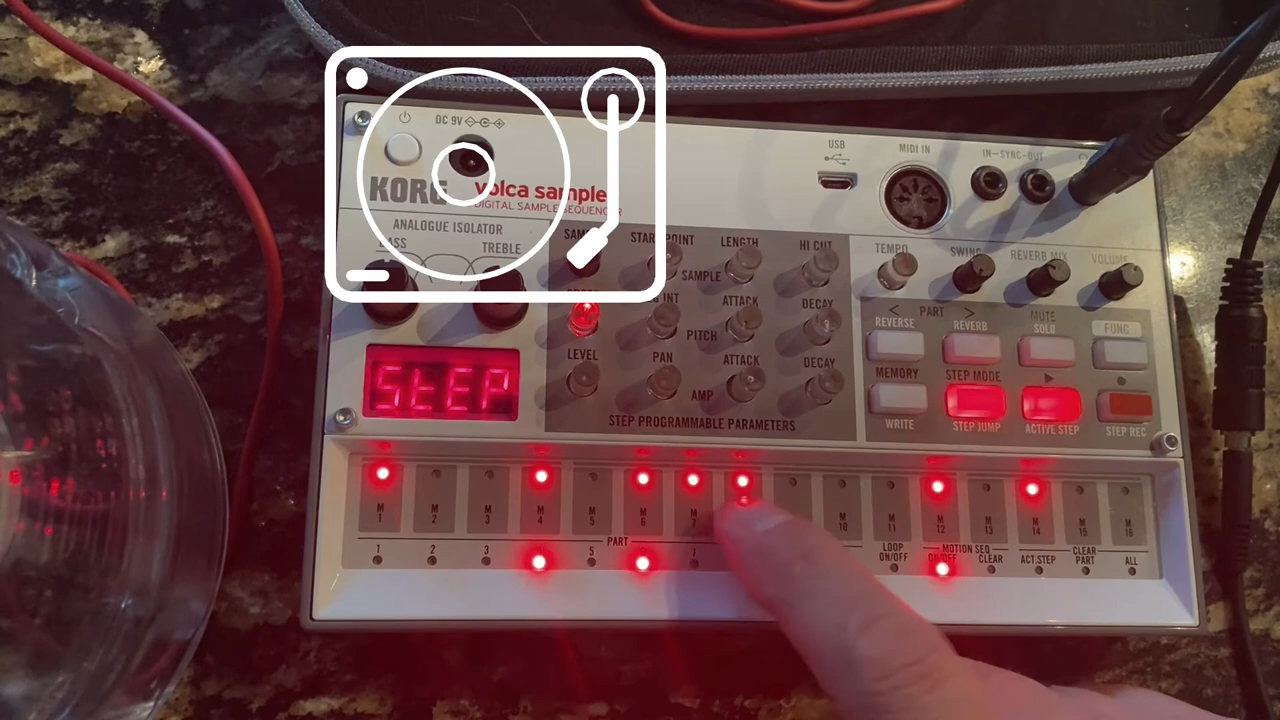 DC 9V
KORG
volca sample
DIGITAL SAMPLE SEQUENCER
USB
MIDI IN
IN-SYNC-OUT
ANALOGUE ISOLATOR
BASS
TREBLE
START POINT
LENGTH
HI CUT
SAMPLE
TEMPO
SWING
REVERB MIX
VOLUME
ATTACK
DECAY
PITCH
LEVEL
PAN
ATTACK
DECAY
AMP
STEP PROGRAMMABLE PARAMETERS
< PART >
MUTE
REVERSE
REVERB
SOLO
FUNC
MEMORY
STEP MODE
WRITE
STEP JUMP
ACTIVE STEP
STEP REC
StEP
M 1
M 2
M 3
M 4
M 5
M 6
M 7
M 10
M 11
M 12
M 13
M 14
M 15
M 16
PART
1
2
3
5
7
LOOP ON/OFF
MOTION SEQ
ON/OFF
CLEAR
ACT.STEP
CLEAR PART
ALL